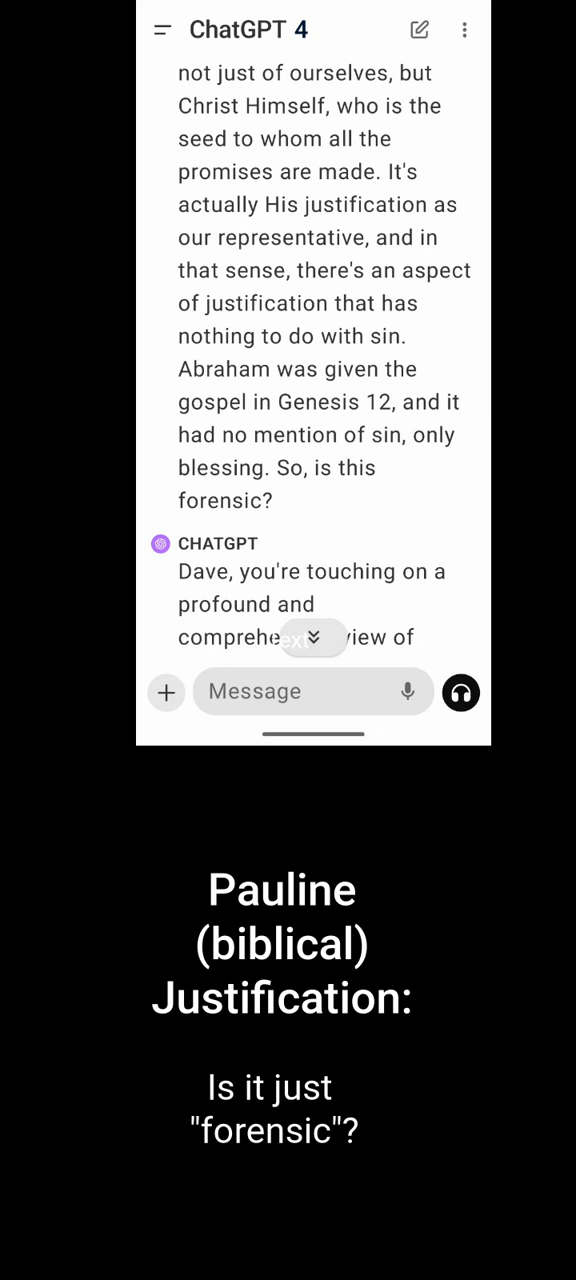 ChatGPT 4
not just of ourselves, but
Christ Himself, who is the
seed to whom all the
promises are made. It's
actually His justification as
our representative, and in
that sense, there's an aspect
of justification that has
nothing to do with sin.
Abraham was given the
gospel in Genesis 12, and it
had no mention of sin, only
blessing. So, is this
forensic?
CHATGPT
Dave, you're touching on a
profound and
comprehe view of
Message
Pauline
(biblical)
Justification:
Is it just
"forensic"?